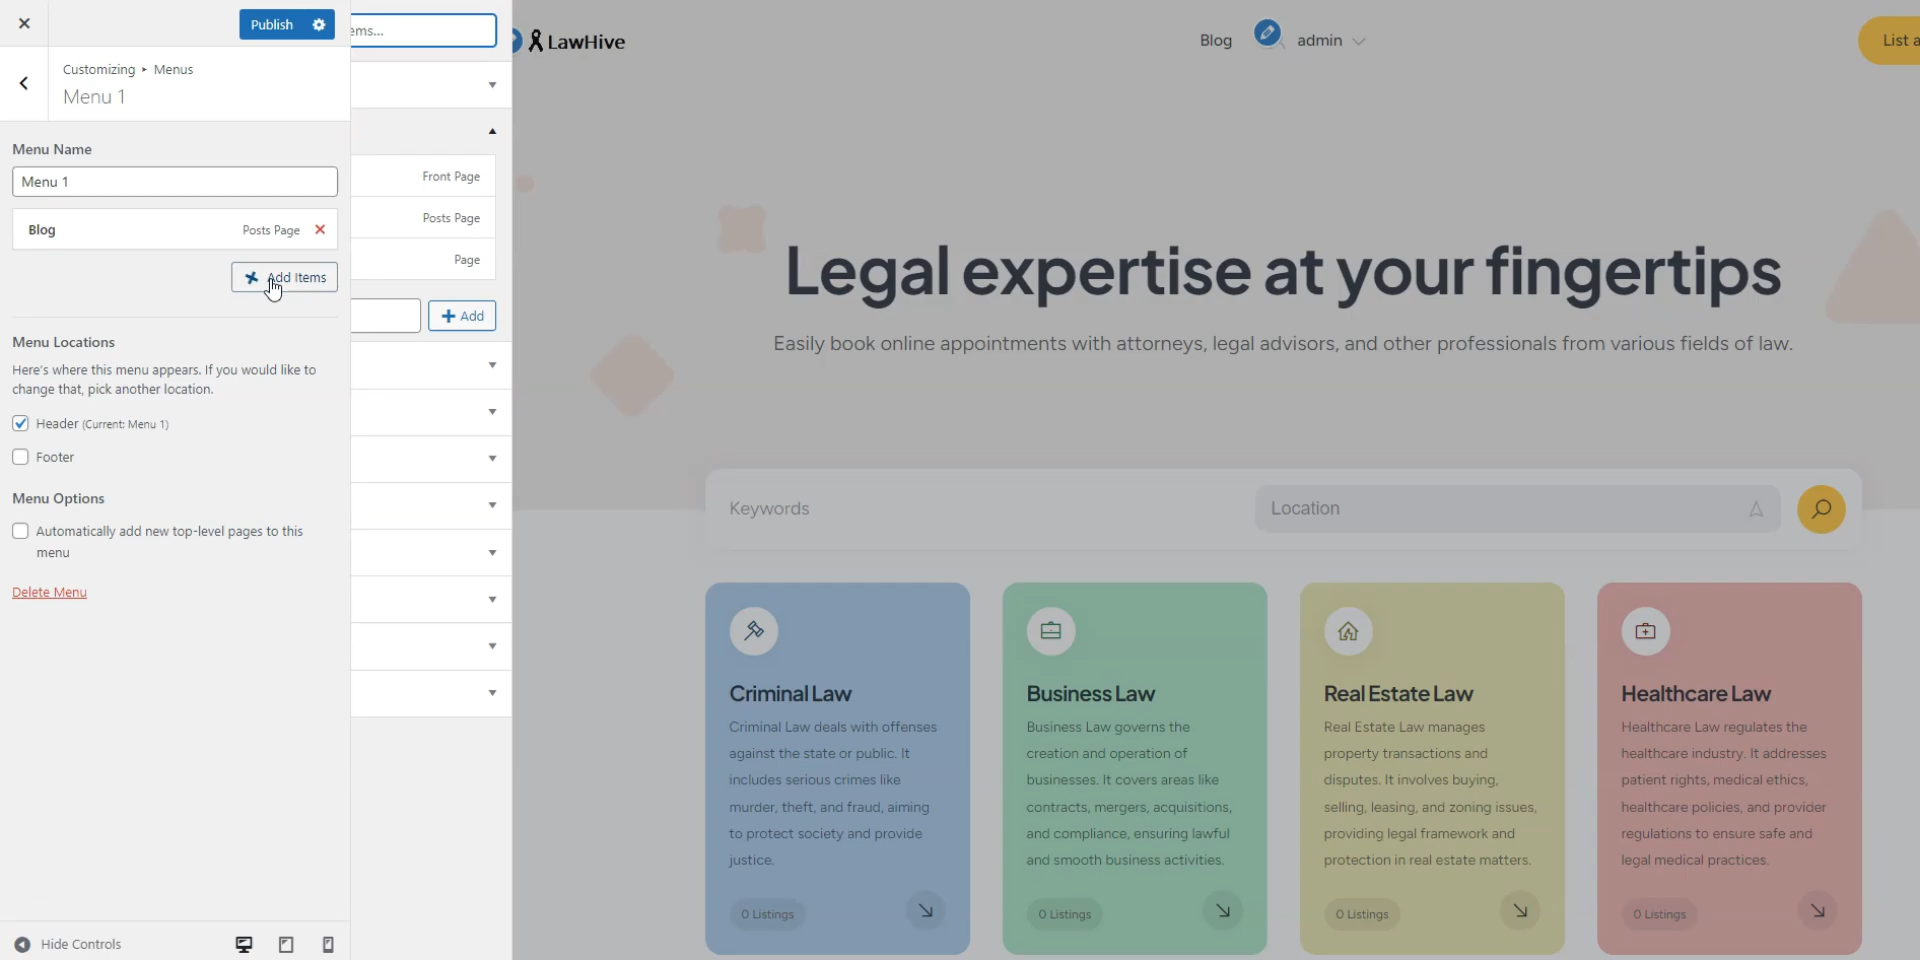 Publish
Customizing ▸ Menus
Menu 1
Menu Name
Menu 1
Blog
Posts Page
Add Items
Menu Locations
Here's where this menu appears. If you would like to
change that, pick another location.
Header (Current: Menu 1)
Footer
Menu Options
Automatically add new top-level pages to this
menu
Delete Menu
Hide Controls
Front Page
Posts Page
Page
Add
LawHive
Blog
admin
List
Legal expertise at your fingertips
Easily book online appointments with attorneys, legal advisors, and other professionals from various fields of law.
Keywords
Location
Criminal Law
Criminal Law deals with offenses
against the state or public. It
includes serious crimes like
murder, theft, and fraud, aiming
to protect society and provide
justice.
0 Listings
Business Law
Business Law governs the
creation and operation of
businesses. It covers areas like
contracts, mergers, acquisitions,
and compliance, ensuring lawful
and smooth business activities.
0 Listings
Real Estate Law
Real Estate Law manages
property transactions and
disputes. It involves buying,
selling, leasing, and zoning issues,
providing legal framework and
protection in real estate matters.
0 Listings
Healthcare Law
Healthcare Law regulates the
healthcare industry. It addresses
patient rights, medical ethics,
healthcare policies, and provider
regulations to ensure safe and
legal medical practices.
0 Listings